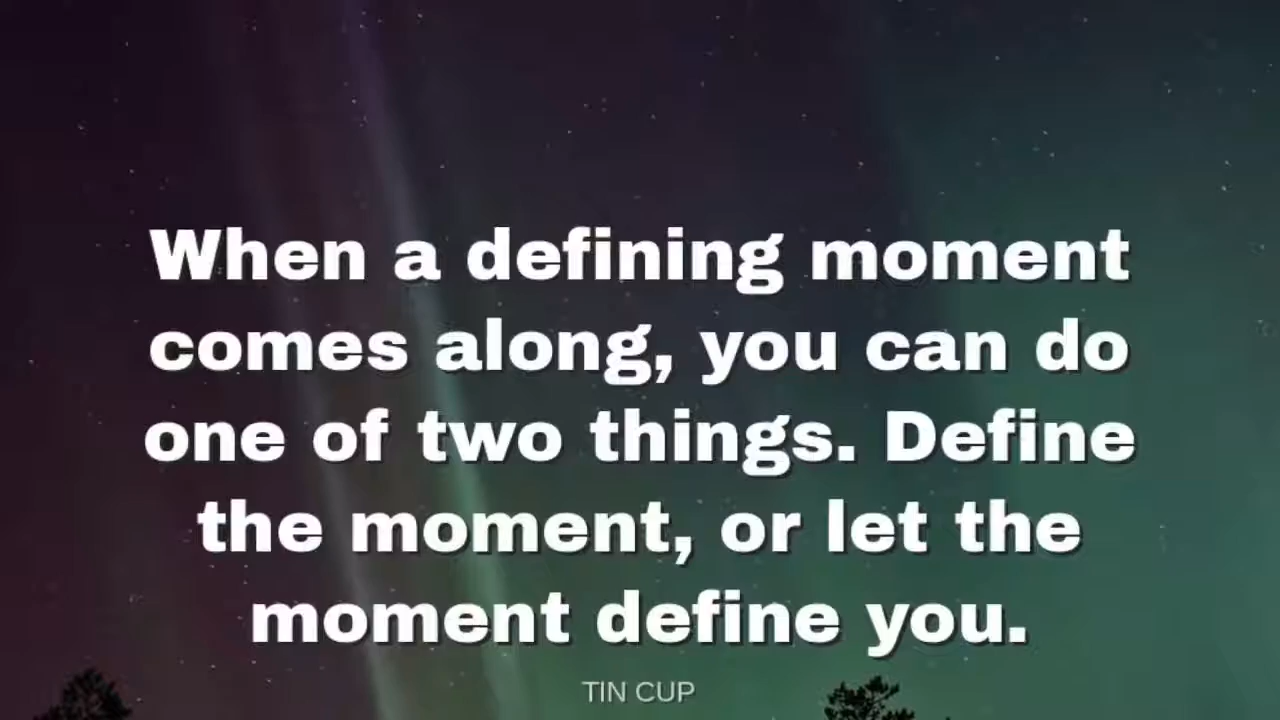 When a defining moment
comes along, you can do
one of two things. Define
the moment, or let the
moment define you.
TIN CUP